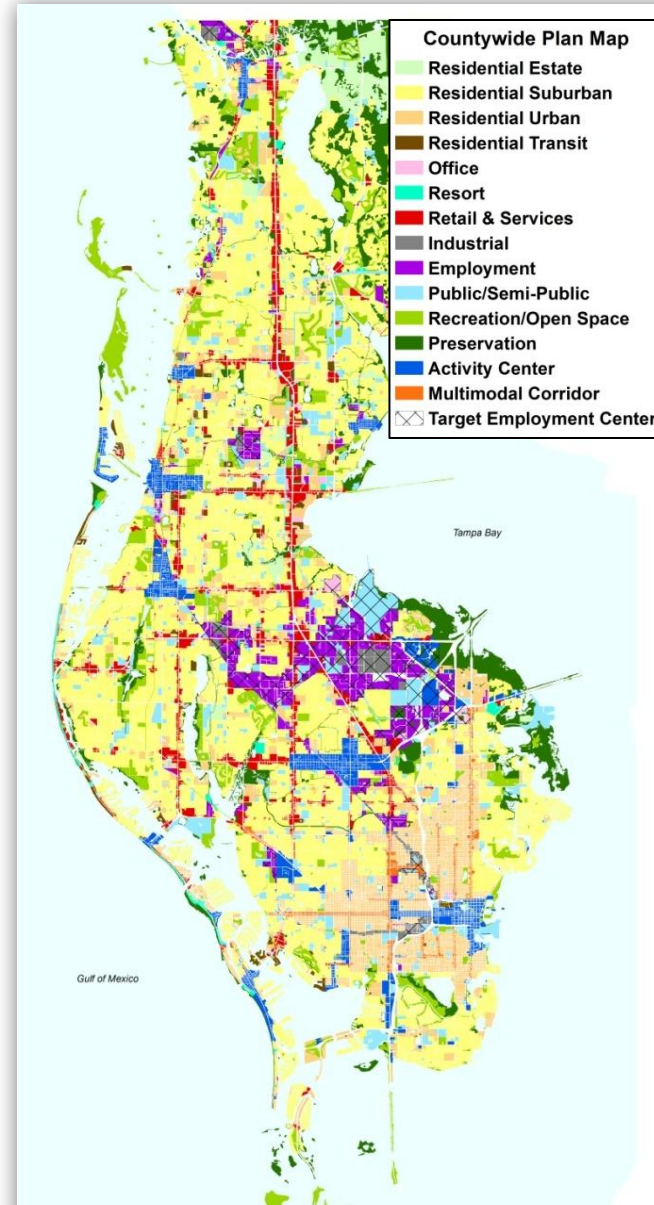 Countywide Plan Map
Residential Estate
Residential Suburban
Residential Urban
Residential Transit
Office
Resort
Retail & Services
Industrial
Employment
Public/Semi-Public
Recreation/Open Space
Preservation
Activity Center
Multimodal Corridor
Target Employment Center
Tampa Bay
Gulf of Mexico